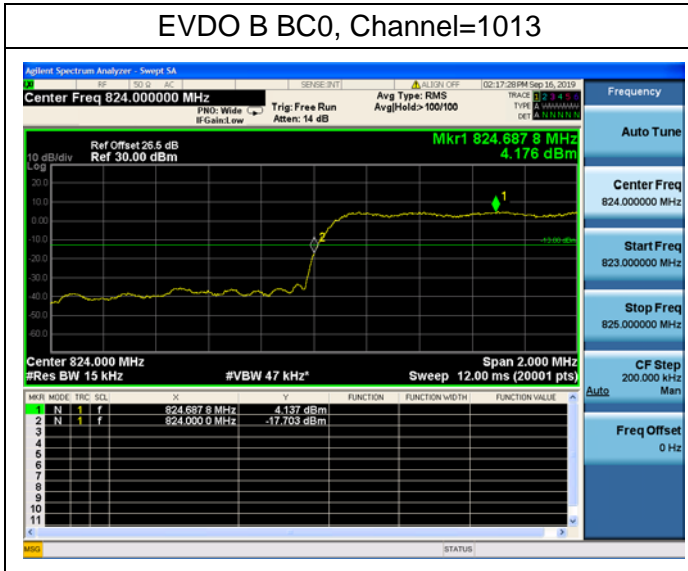 EVDO B BC0, Channel=1013
Agilent Spectrum Analyzer - Swept SA
RF 50 Ω AC SENSE:INT ALIGN OFF 02:17:28 PM Sep 16, 2019
Center Freq 824.000000 MHz
PNO: Wide
IFGain:Low
Trig: Free Run
Atten: 14 dB
Avg Type: RMS
Avg|Hold:> 100/100
TRACE 1 2 3 4 5 6
TYPE A
DET A N N N N N
Ref Offset 26.5 dB
10 dB/div Ref 30.00 dBm
Log
Mkr1 824.687 8 MHz
4.176 dBm
20.0
10.0
0.00
-10.0
-20.0
-30.0
-40.0
-50.0
-60.0
1
2
-13.00 dBm
Center 824.000 MHz Span 2.000 MHz
#Res BW 15 kHz #VBW 47 kHz* Sweep 12.00 ms (20001 pts)
MKR MODE TRC SCL X Y FUNCTION FUNCTION WIDTH FUNCTION VALUE
1 N 1 f 824.687 8 MHz 4.137 dBm
2 N 1 f 824.000 0 MHz -17.703 dBm
3
4
5
6
7
8
9
10
11
MSG STATUS
Frequency
Auto Tune
Center Freq
824.000000 MHz
Start Freq
823.000000 MHz
Stop Freq
825.000000 MHz
CF Step
200.000 kHz
Auto Man
Freq Offset
0 Hz